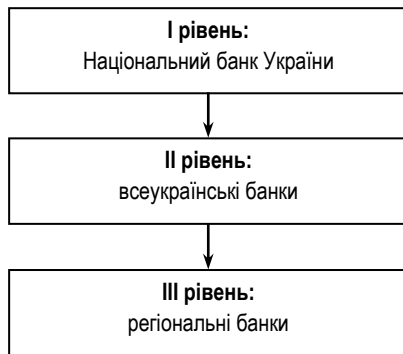 I рівень:
Національний банк України
II рівень:
всеукраїнські банки
III рівень:
регіональні банки